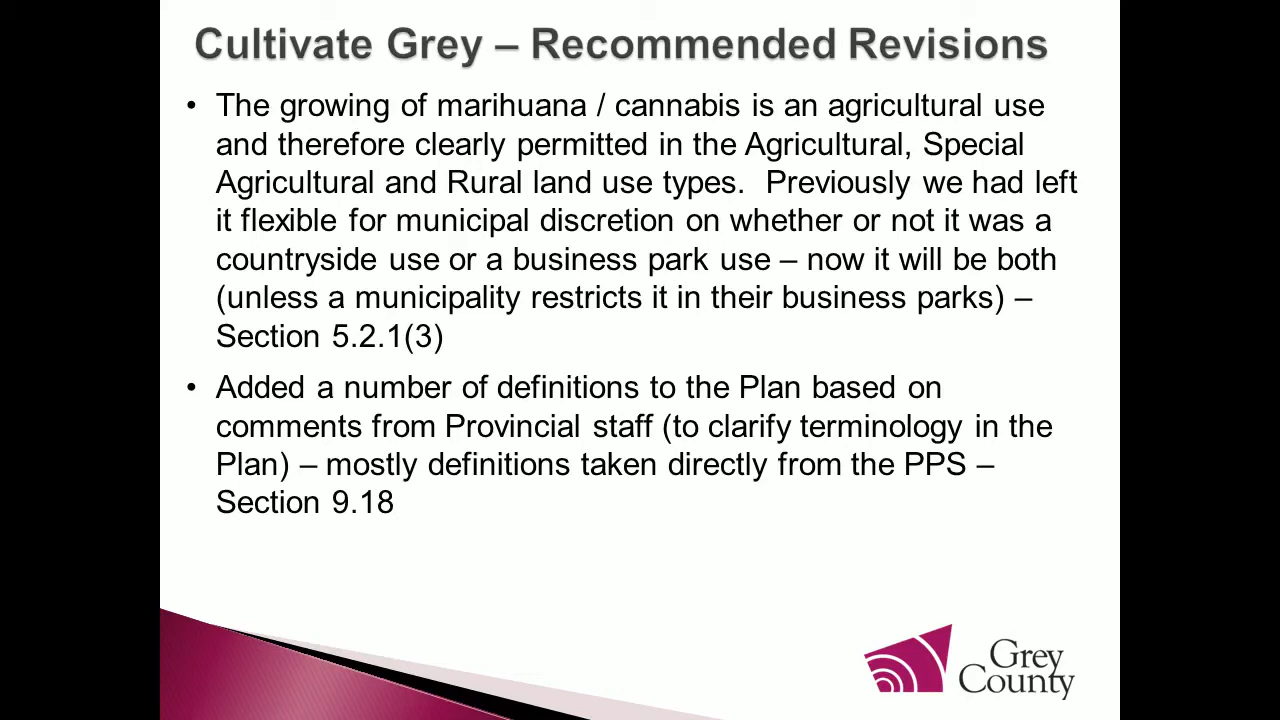 Cultivate Grey – Recommended Revisions
• The growing of marihuana / cannabis is an agricultural use
and therefore clearly permitted in the Agricultural, Special
Agricultural and Rural land use types.  Previously we had left
it flexible for municipal discretion on whether or not it was a
countryside use or a business park use – now it will be both
(unless a municipality restricts it in their business parks) –
Section 5.2.1(3)
• Added a number of definitions to the Plan based on
comments from Provincial staff (to clarify terminology in the
Plan) – mostly definitions taken directly from the PPS –
Section 9.18
Grey
County